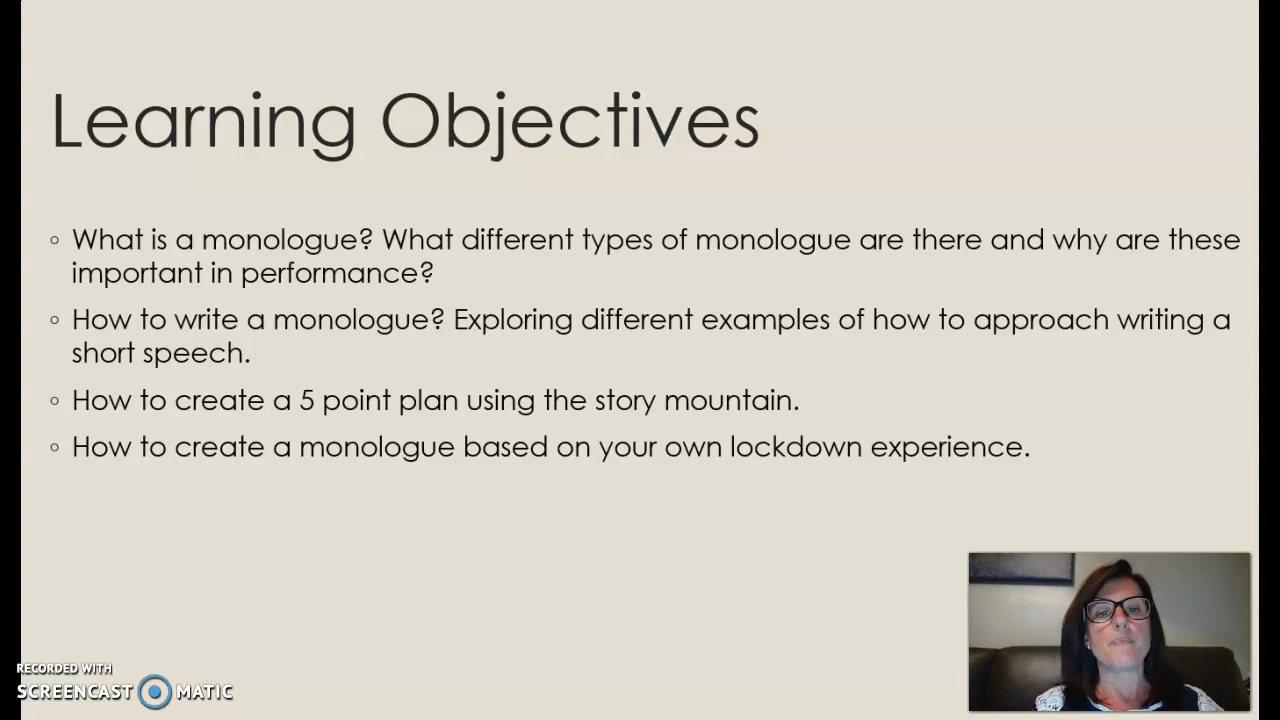 Learning Objectives
◦ What is a monologue? What different types of monologue are there and why are these
important in performance?
◦ How to write a monologue? Exploring different examples of how to approach writing a
short speech.
◦ How to create a 5 point plan using the story mountain.
◦ How to create a monologue based on your own lockdown experience.
RECORDED WITH
SCREENCAST MATIC